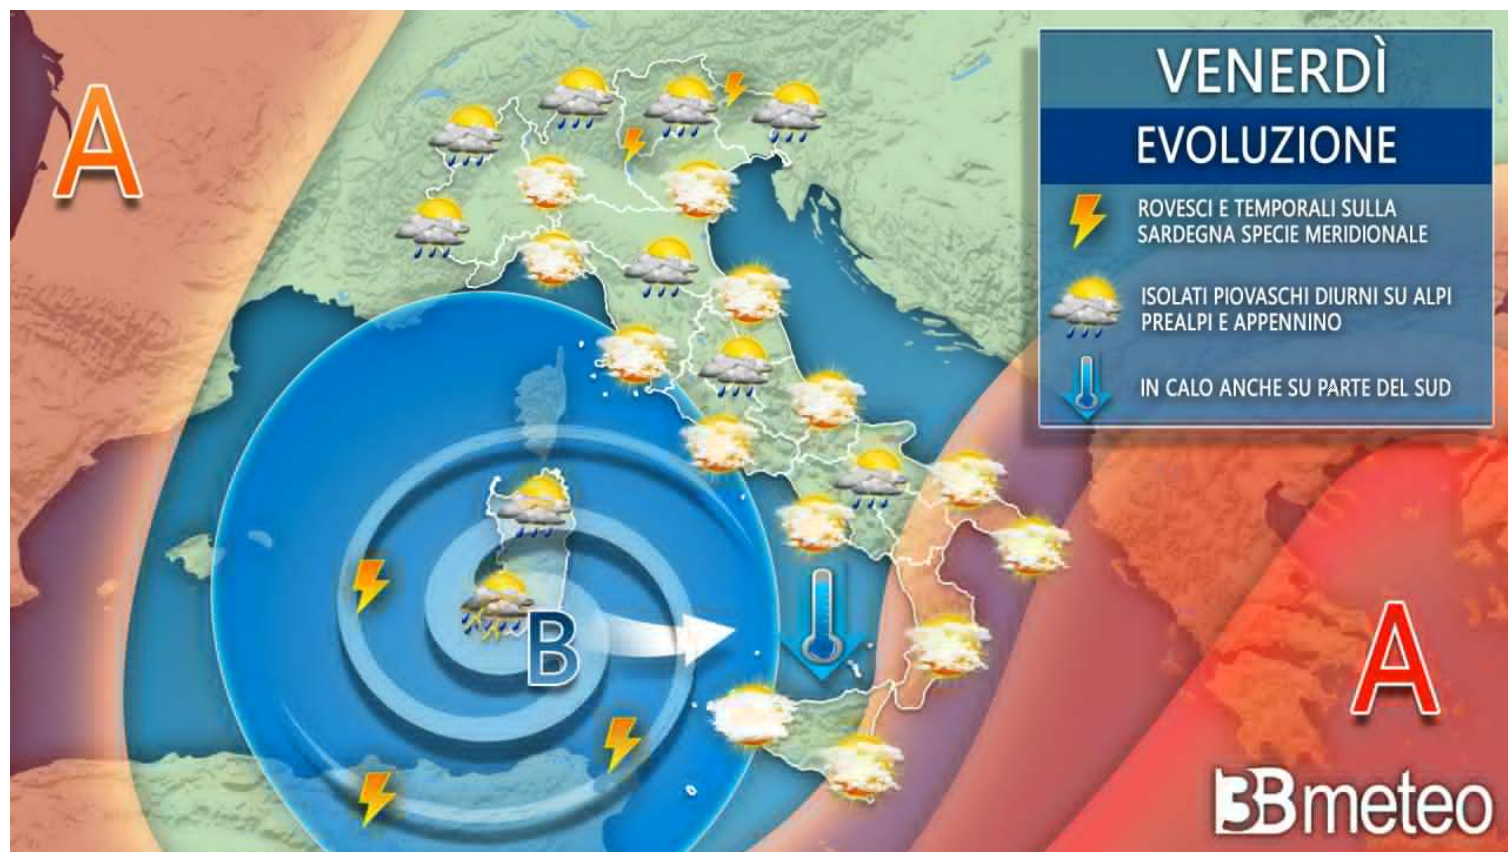 VENERDÌ
EVOLUZIONE
ROVESCI E TEMPORALI SULLA
SARDEGNA SPECIE MERIDIONALE
ISOLATI PIOVASCHI DIURNI SU ALPI
PREALPI E APPENNINO
IN CALO ANCHE SU PARTE DEL SUD
A
B
A
3Bmeteo